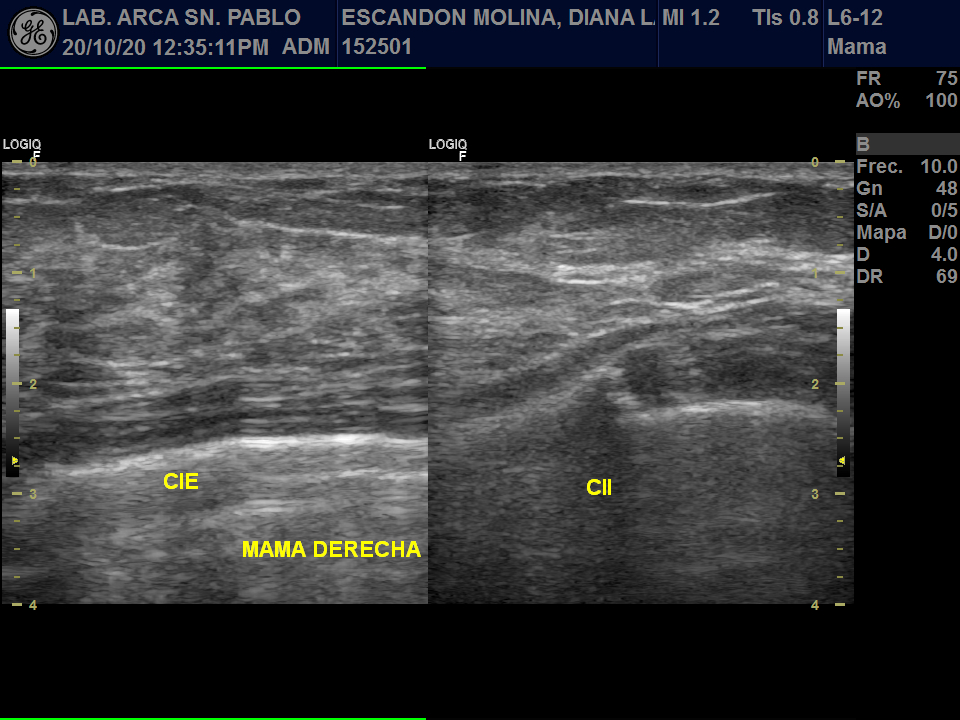 LAB. ARCA SN. PABLO
20/10/20 12:35:11PM ADM
ESCANDON MOLINA, DIANA L
152501
MI 1.2 TIs 0.8
L6-12
Mama
FR 75
AO% 100
B
Frec. 10.0
Gn 48
S/A 0/5
Mapa D/0
D 4.0
DR 69
LOGIQ
F
LOGIQ
F
0
1
2
3
4
0
1
2
3
4
CIE
MAMA DERECHA
CII